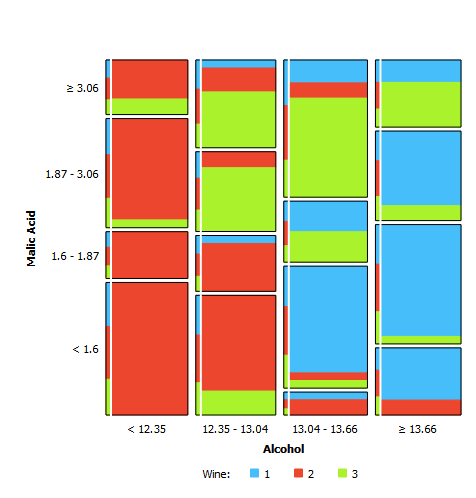 ≥ 3.06
1.87 - 3.06
1.6 - 1.87
< 1.6
Malic Acid
< 12.35
12.35 - 13.04
13.04 - 13.66
≥ 13.66
Alcohol
Wine: 1 2 3